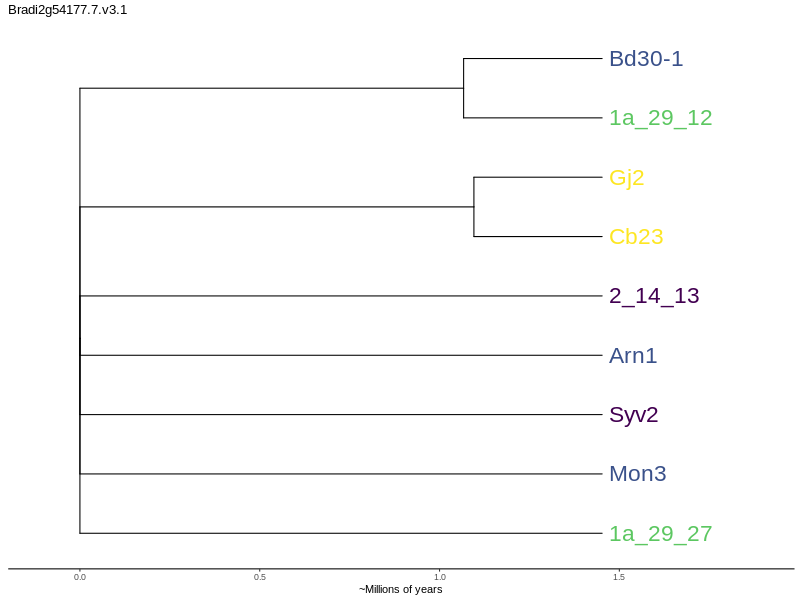 Bradi2g54177.7.v3.1
Bd30-1
1a_29_12
Gj2
Cb23
2_14_13
Arn1
Syv2
Mon3
1a_29_27
0.0 0.5 1.0 1.5
~Millions of years